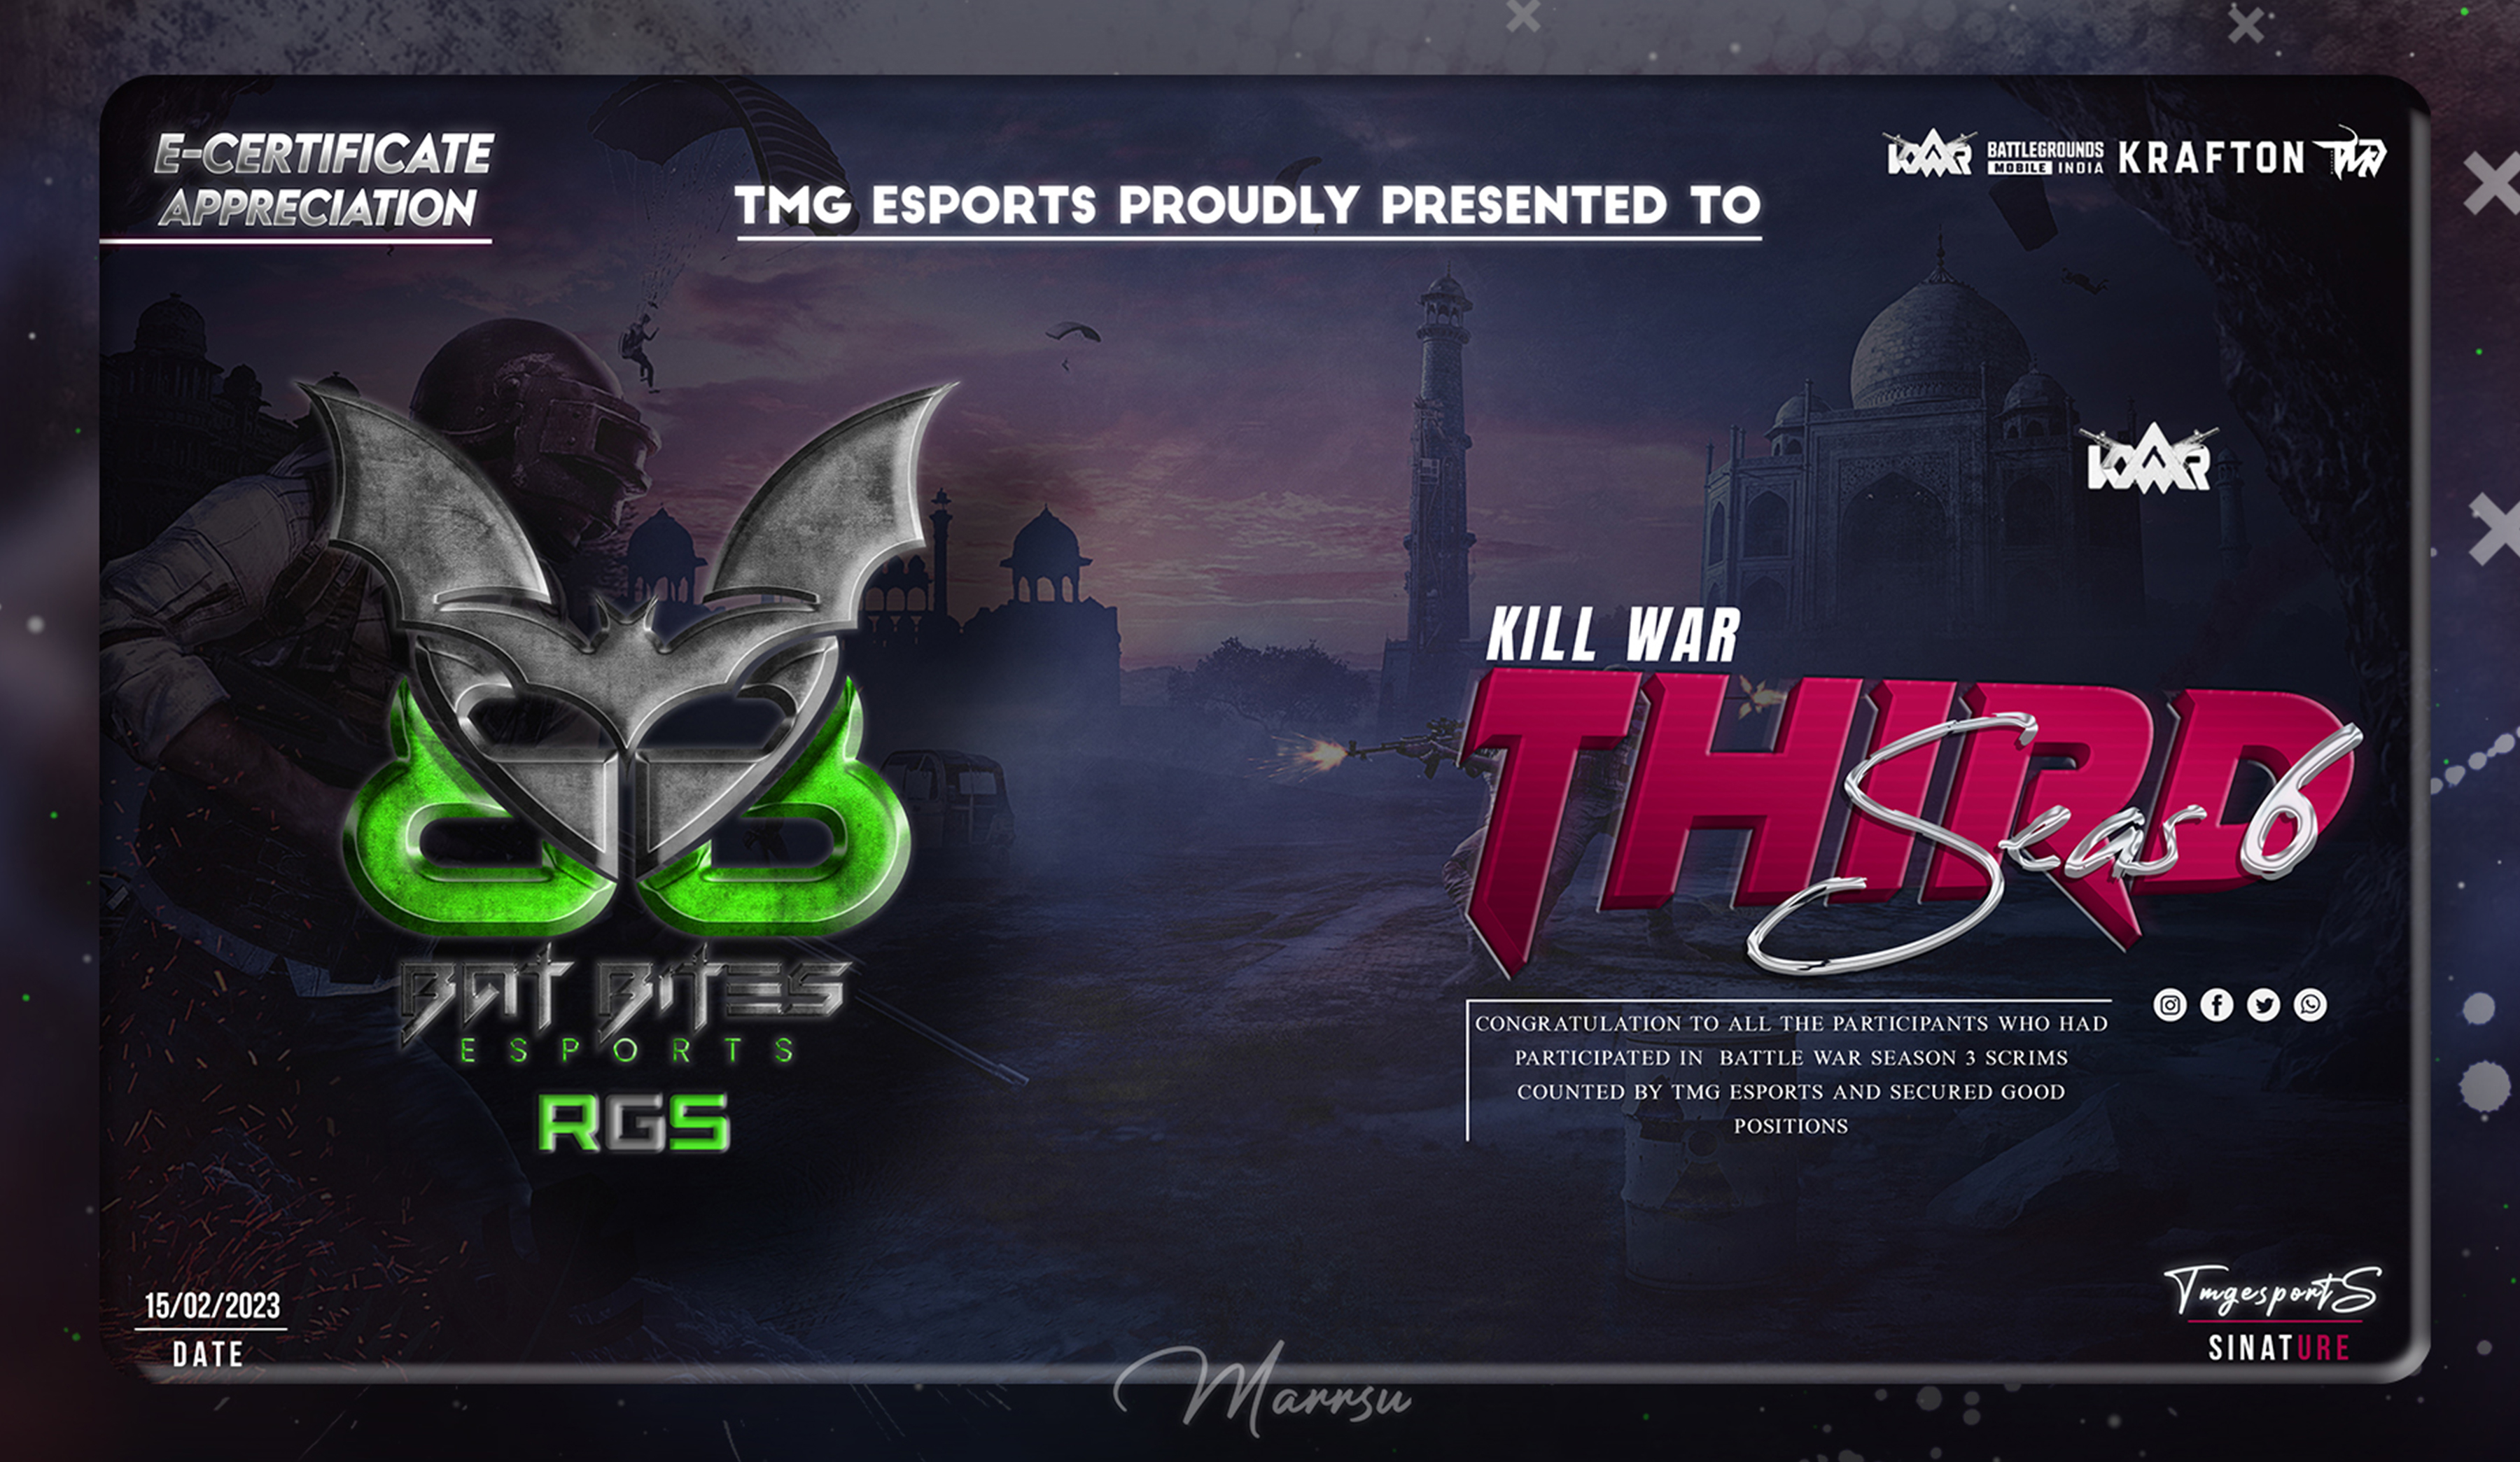 E-CERTIFICATE
APPRECIATION
TMG ESPORTS PROUDLY PRESENTED TO
WAR
BATTLEGROUNDS
MOBILE INDIA
KRAFTON
WAR
BAT BITES
ESPORTS
RGS
KILL WAR
THIRD
Seas 6
CONGRATULATION TO ALL THE PARTICIPANTS WHO HAD
PARTICIPATED IN BATTLE WAR SEASON 3 SCRIMS
COUNTED BY TMG ESPORTS AND SECURED GOOD
POSITIONS
15/02/2023
DATE
TmgesportS
SINATURE
Marrsu